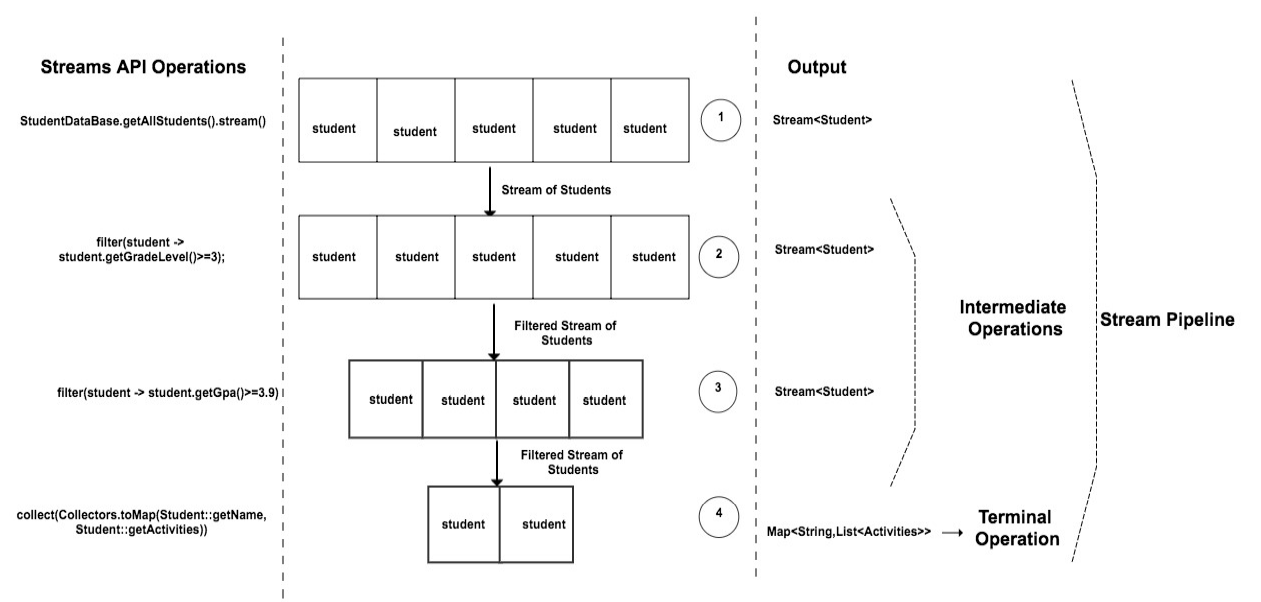 Streams API Operations
Output
StudentDataBase.getAllStudents().stream()
student
student
student
student
student
1
Stream<Student>
Stream of Students
filter(student ->
student.getGradeLevel()>=3);
student
student
student
student
student
2
Stream<Student>
Filtered Stream of
Students
Intermediate
Operations
Stream Pipeline
filter(student -> student.getGpa()>=3.9)
student
student
student
student
3
Stream<Student>
Filtered Stream of
Students
collect(Collectors.toMap(Student::getName,
Student::getActivities))
student
student
4
Map<String,List<Activities>>
Terminal
Operation